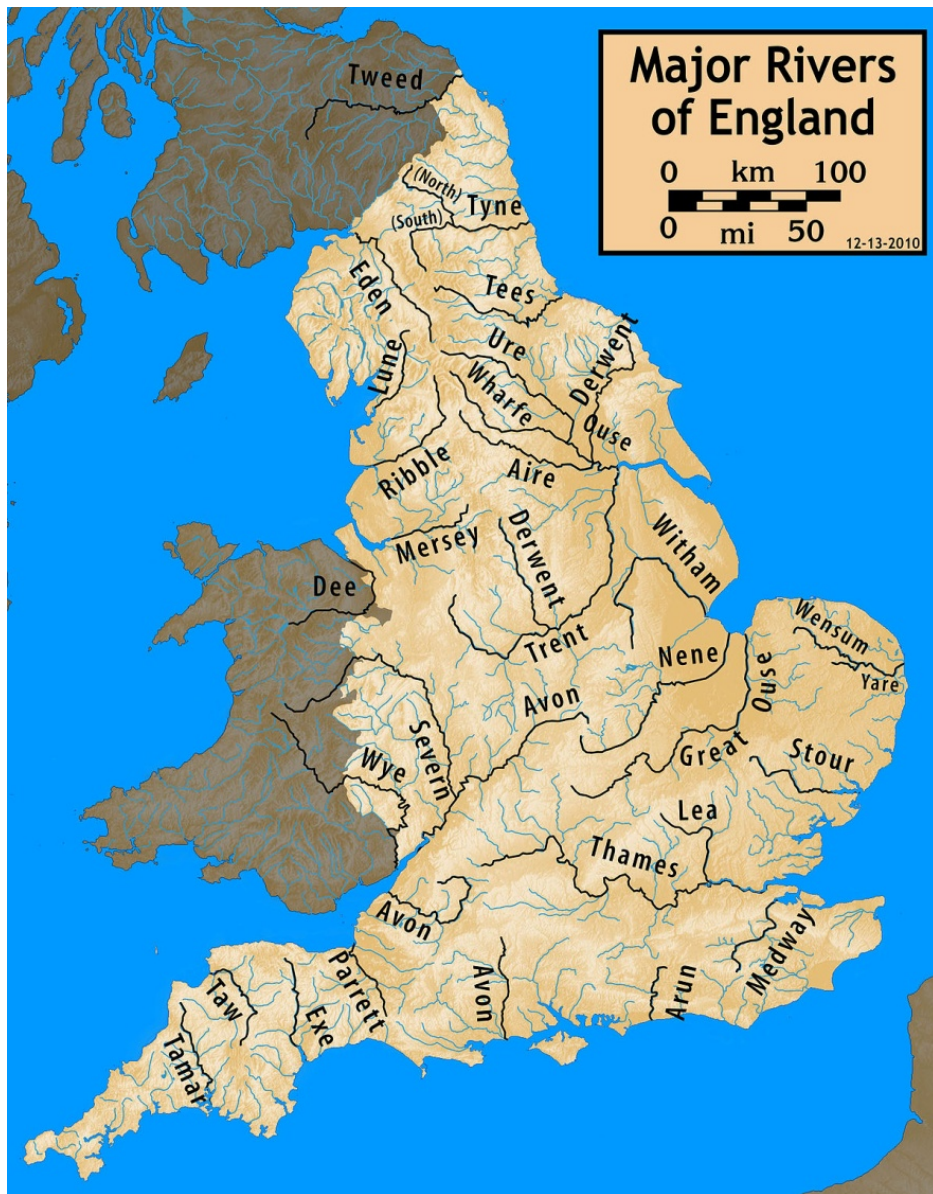 Major Rivers
of England
0 km 100
0 mi 50
12-13-2010
Tweed
(North)
(South)
Tyne
Eden
Tees
Ure
Lune
Derwent
Wharfe
Ouse
Ribble
Aire
Mersey
Derwent
Witham
Dee
Trent
Nene
Wensum
Yare
Ouse
Avon
Severn
Great
Stour
Wye
Lea
Thames
Avon
Medway
Parrett
Avon
Arun
Taw
Exe
Tamar